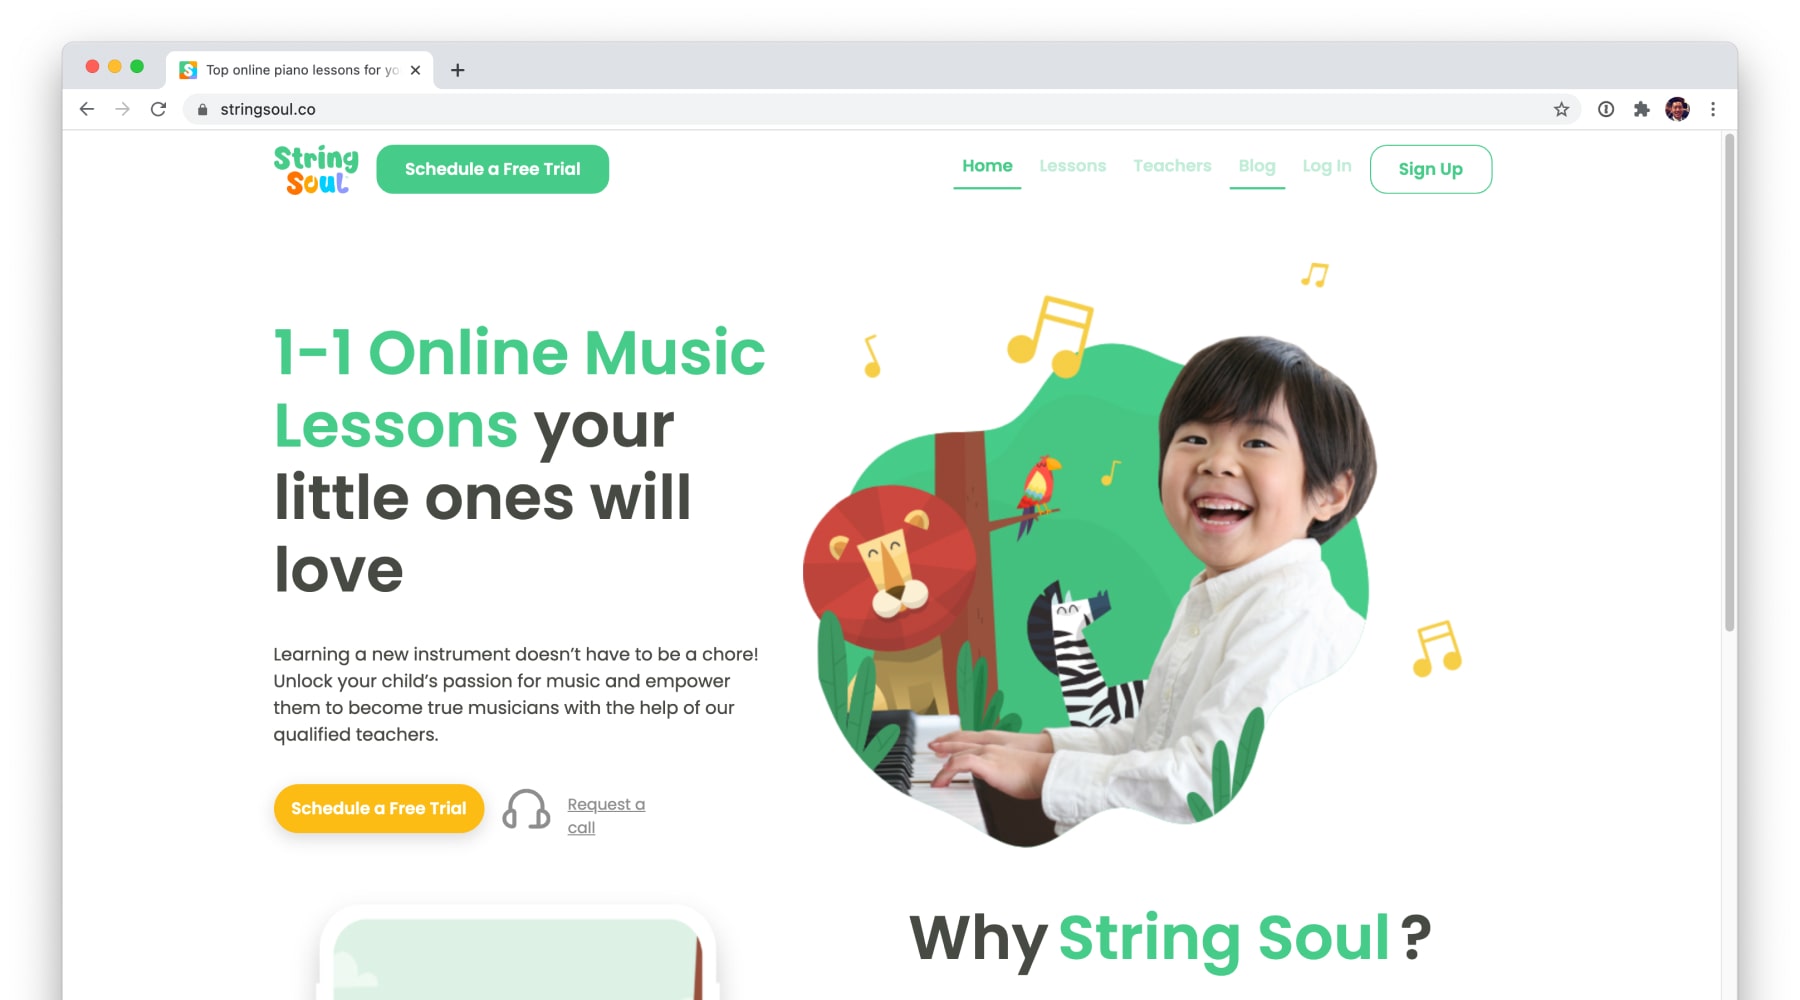 Top online piano lessons for yo
stringsoul.co
String
Soul
Schedule a Free Trial
Home
Lessons
Teachers
Blog
Log In
Sign Up
1-1 Online Music
Lessons your
little ones will
love
Learning a new instrument doesn’t have to be a chore!
Unlock your child’s passion for music and empower
them to become true musicians with the help of our
qualified teachers.
Schedule a Free Trial
Request a
call
Why String Soul?